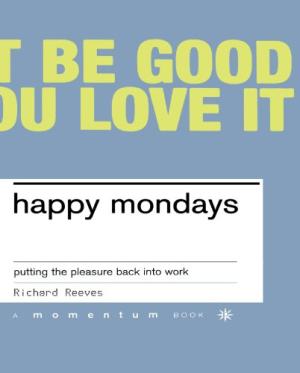 T BE GOOD
OU LOVE IT
happy mondays
putting the pleasure back into work
Richard Reeves
A momentum BOOK